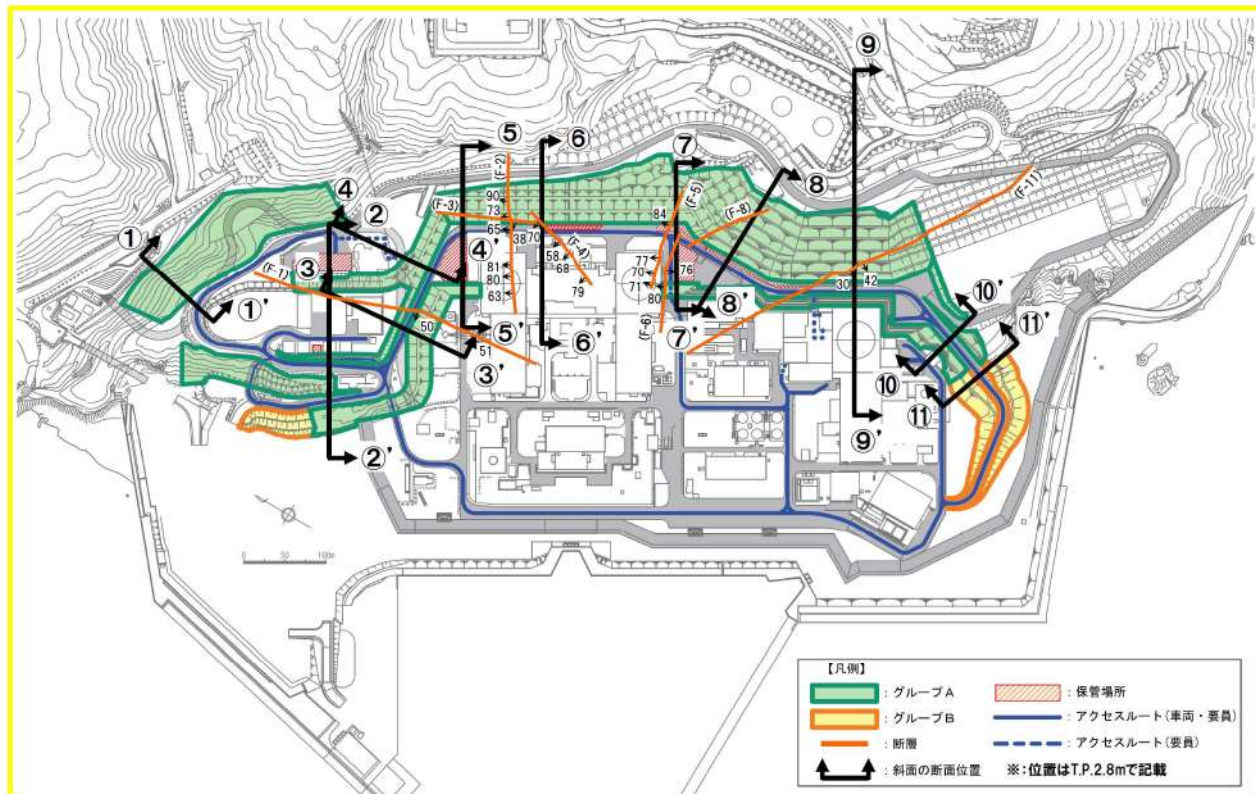 ⑨
⑤
⑥
⑦
(F-2)
⑧
④
②
90
(F-3)
73
84
(F-5)
(F-8)
(F-11)
①
65
38
70
(F-4)
④'
58
68
77
70
76
③
(F-1)
81
80
79
71
42
30
①'
63
80
⑧'
⑩'
50
⑤'
(F-6)
⑦'
⑪'
51
⑥'
③'
⑩
⑪
②'
⑨'
0 50 100m
【凡例】
：グループA
：保管場所
：グループB
：アクセスルート(車両・要員)
：断層
：アクセスルート(要員)
：斜面の断面位置
※:位置はT.P.2.8mで記載